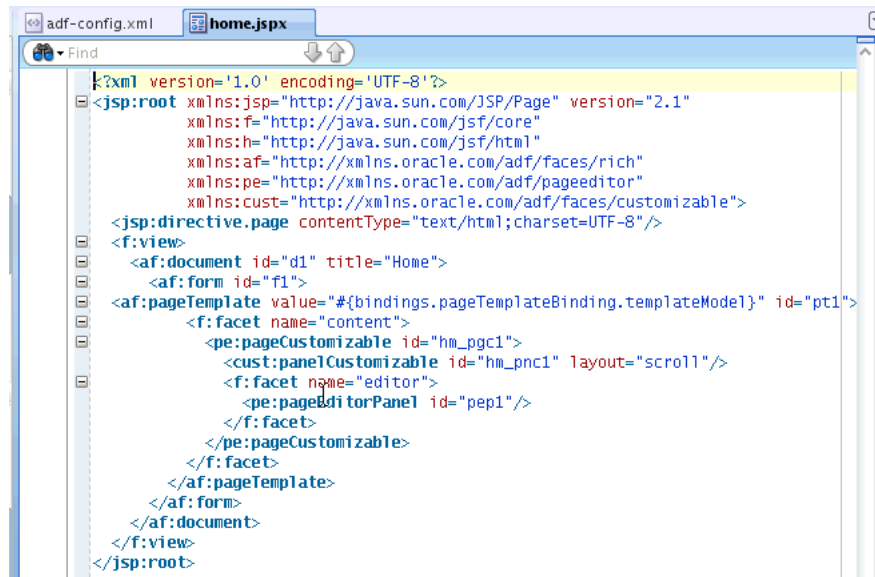 adf-config.xml home.jspx
Find
<?xml version='1.0' encoding='UTF-8'?>
<jsp:root xmlns:jsp="http://java.sun.com/JSP/Page" version="2.1"
xmlns:f="http://java.sun.com/jsf/core"
xmlns:h="http://java.sun.com/jsf/html"
xmlns:af="http://xmlns.oracle.com/adf/faces/rich"
xmlns:pe="http://xmlns.oracle.com/adf/pageeditor"
xmlns:cust="http://xmlns.oracle.com/adf/faces/customizable">
<jsp:directive.page contentType="text/html;charset=UTF-8"/>
<f:view>
<af:document id="d1" title="Home">
<af:form id="f1">
<af:pageTemplate value="#{bindings.pageTemplateBinding.templateModel}" id="pt1">
<f:facet name="content">
<pe:pageCustomizable id="hm_pgc1">
<cust:panelCustomizable id="hm_pnc1" layout="scroll"/>
<f:facet name="editor">
<pe:pageEditorPanel id="pep1"/>
</f:facet>
</pe:pageCustomizable>
</f:facet>
</af:pageTemplate>
</af:form>
</af:document>
</f:view>
</jsp:root>